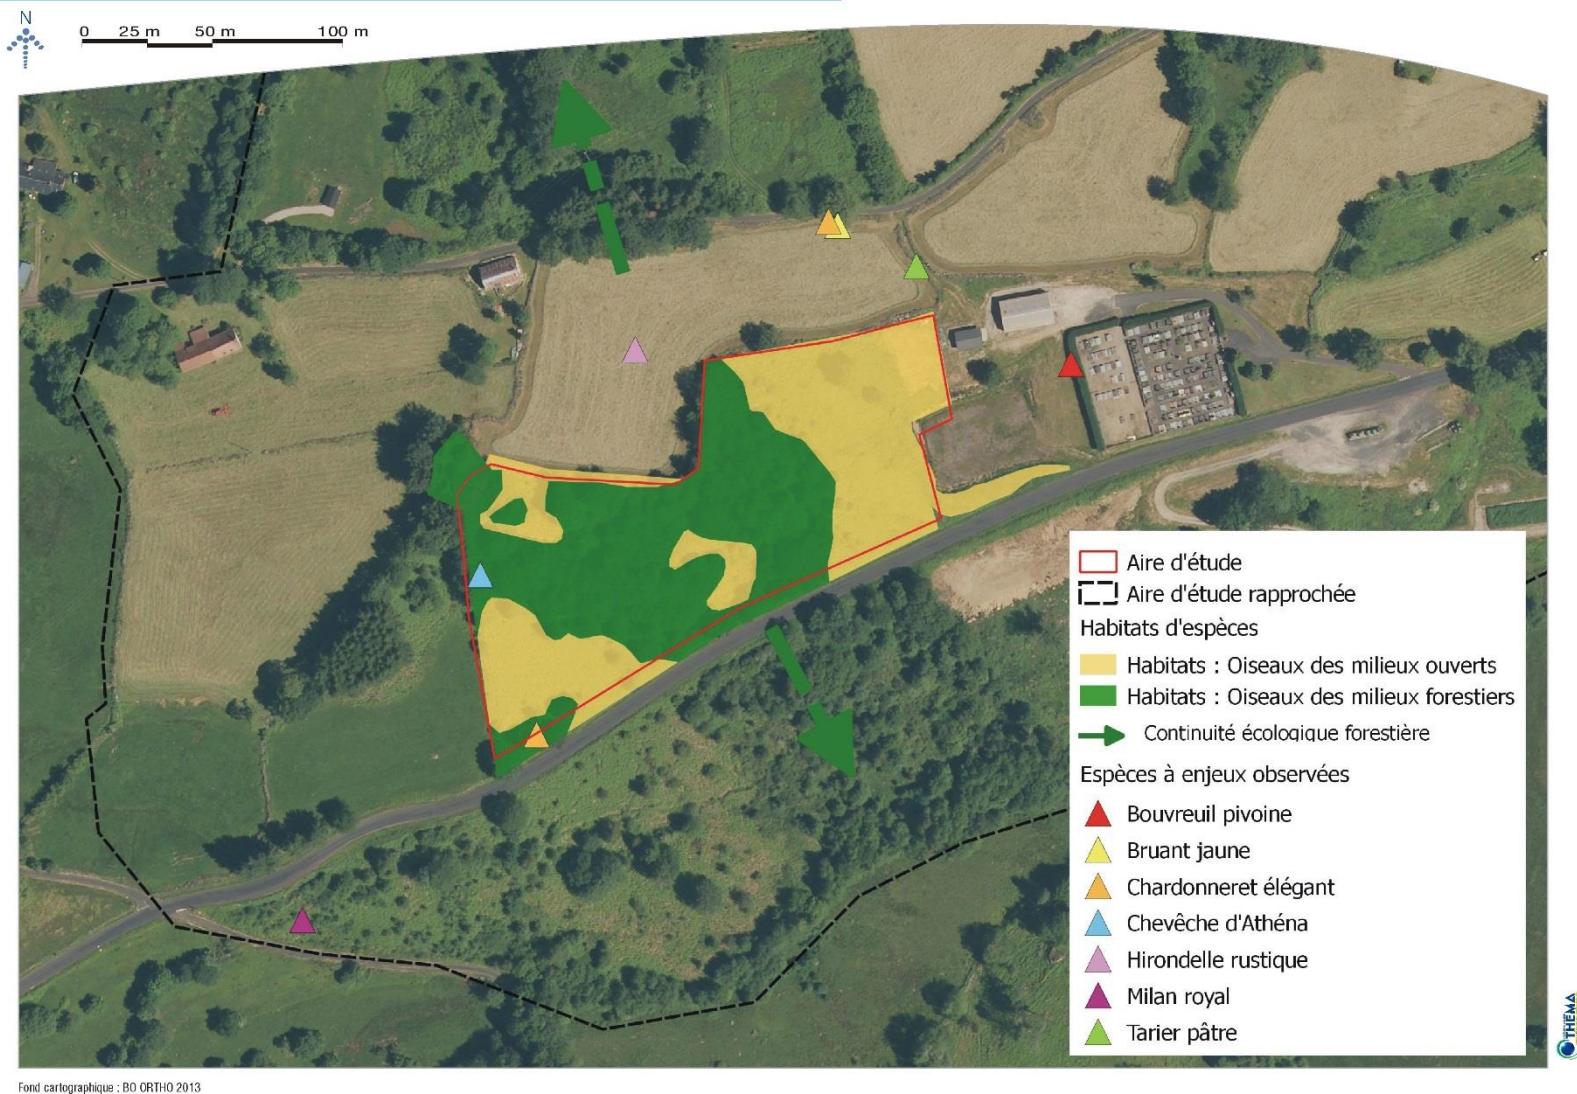 N
0 25 m 50 m 100 m
Aire d'étude
Aire d'étude rapprochée
Habitats d'espèces
Habitats : Oiseaux des milieux ouverts
Habitats : Oiseaux des milieux forestiers
Continuité écologique forestière
Espèces à enjeux observées
Bouvreuil pivoine
Bruant jaune
Chardonneret élégant
Chevêche d'Athéna
Hirondelle rustique
Milan royal
Tarier pâtre
THEMA
Fond cartographique : BD ORTHO 2013